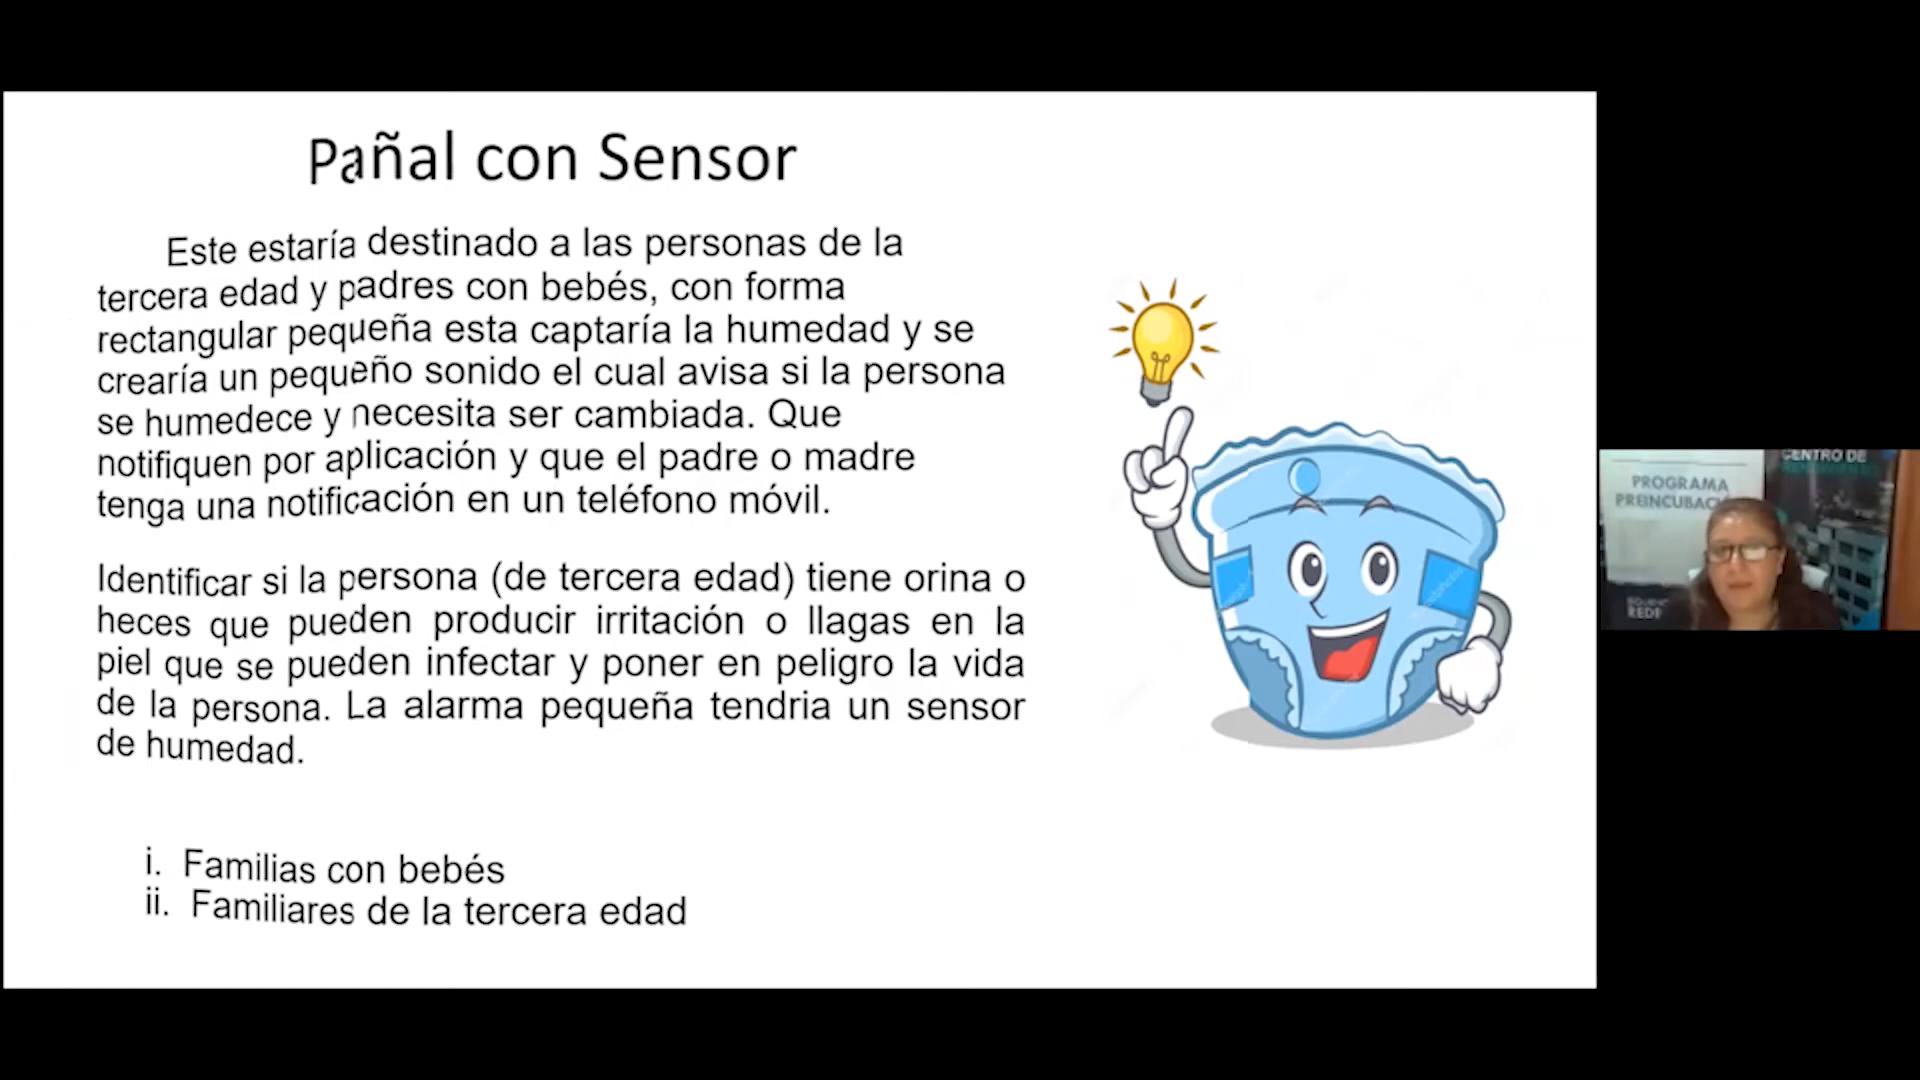 Pañal con Sensor
Este estaría destinado a las personas de la
tercera edad y padres con bebés, con forma
rectangular pequeña esta captaría la humedad y se
crearía un pequeño sonido el cual avisa si la persona
se humedece y necesita ser cambiada. Que
notifiquen por aplicación y que el padre o madre
tenga una notificación en un teléfono móvil.
Identificar si la persona (de tercera edad) tiene orina o
heces que pueden producir irritación o llagas en la
piel que se pueden infectar y poner en peligro la vida
de la persona. La alarma pequeña tendria un sensor
de humedad.
i. Familias con bebés
ii. Familiares de la tercera edad
PROGRAMA
CENTRO DE
REDE